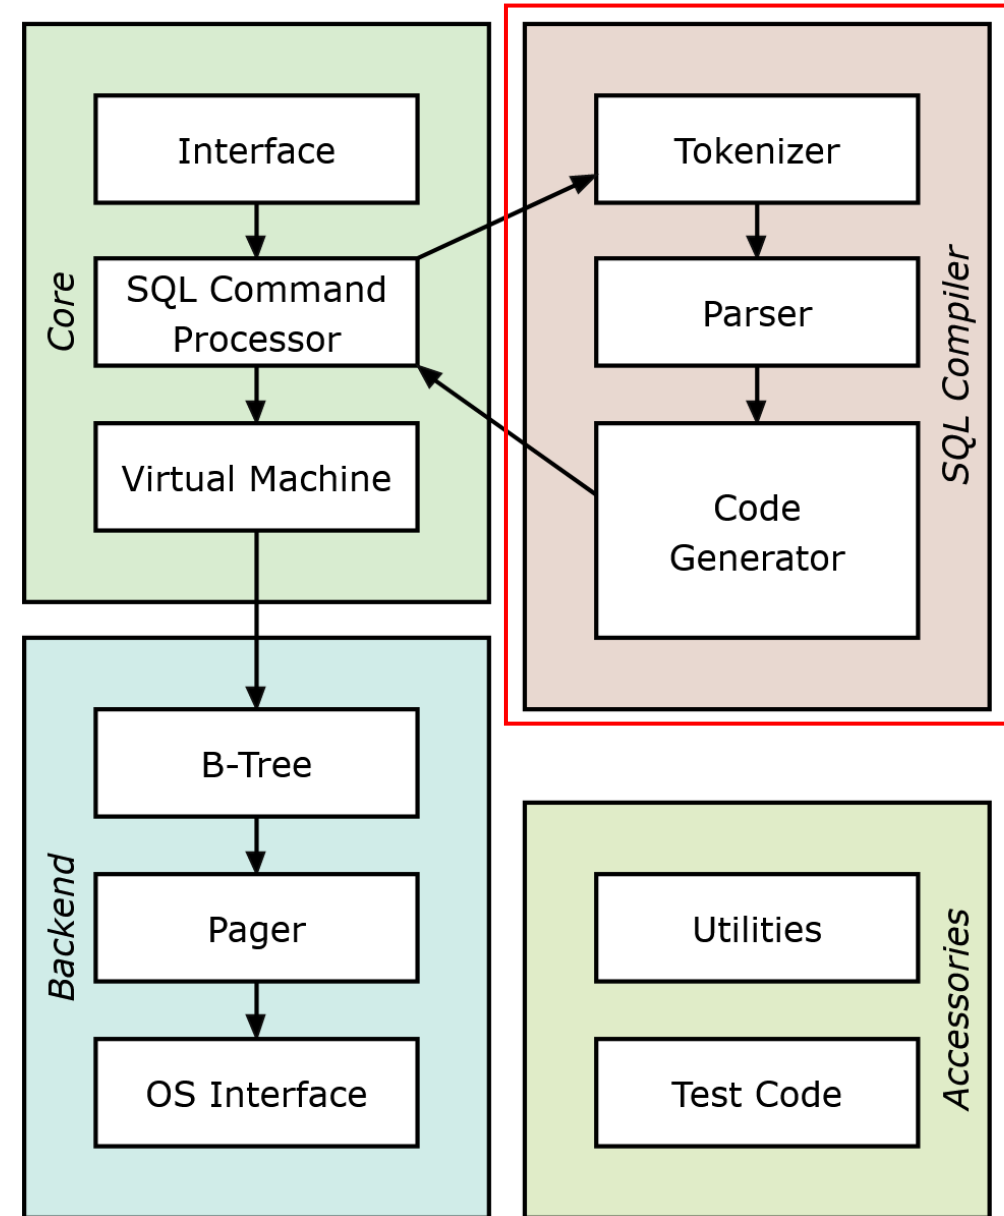 Core
Interface
SQL Command
Processor
Virtual Machine
SQL Compiler
Tokenizer
Parser
Code
Generator
Backend
B-Tree
Pager
OS Interface
Accessories
Utilities
Test Code